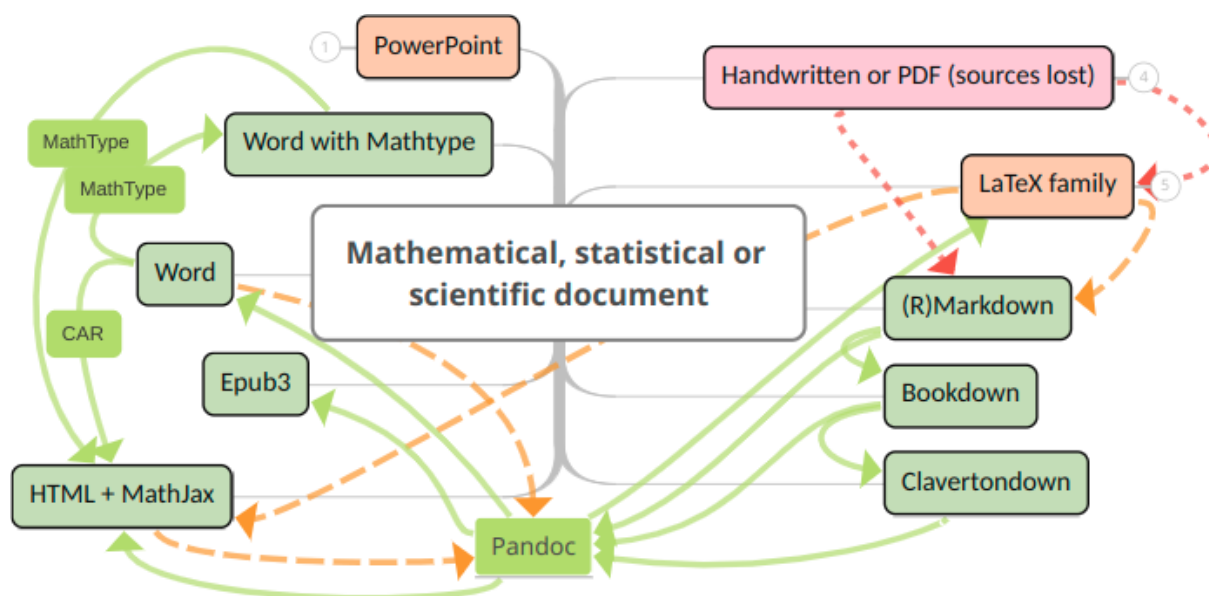 1
PowerPoint
Handwritten or PDF (sources lost)
4
MathType
Word with Mathtype
MathType
LaTeX family
5
Mathematical, statistical or
scientific document
Word
(R)Markdown
CAR
Epub3
Bookdown
Clavertondown
HTML + MathJax
Pandoc